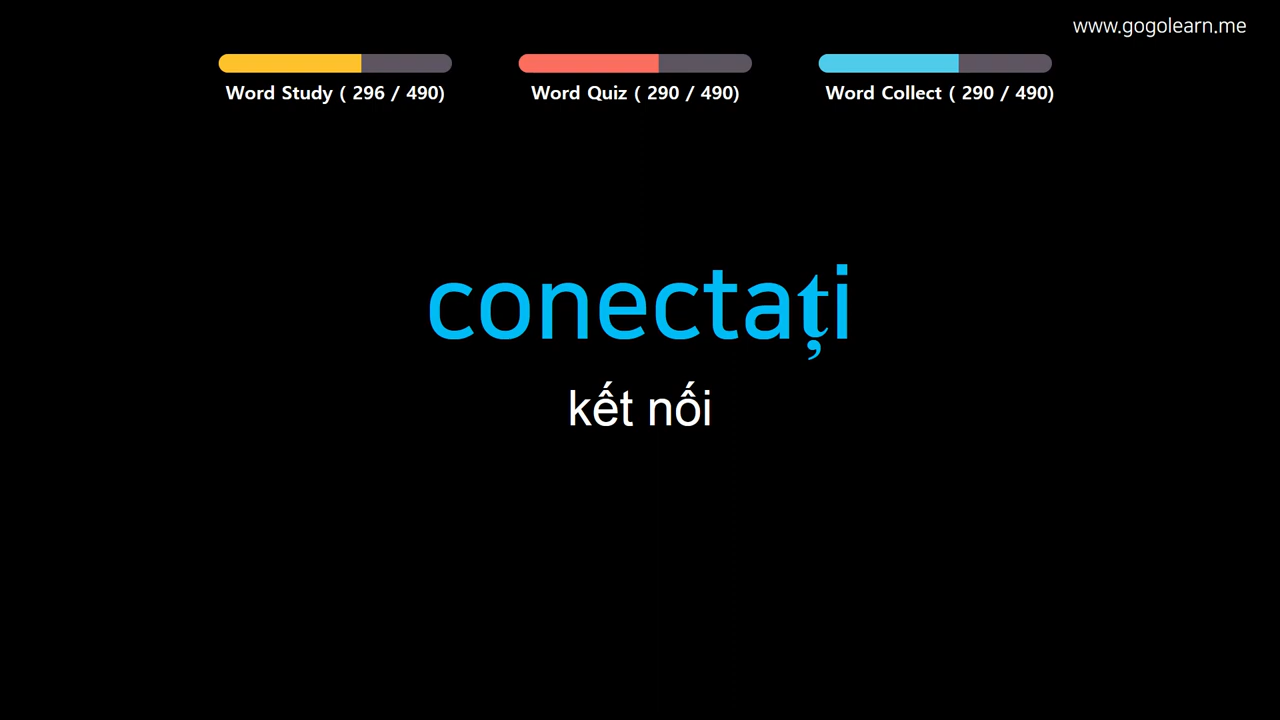 www.gogolearn.me
Word Study ( 296 / 490)
Word Quiz ( 290 / 490)
Word Collect ( 290 / 490)
conectați
kết nối